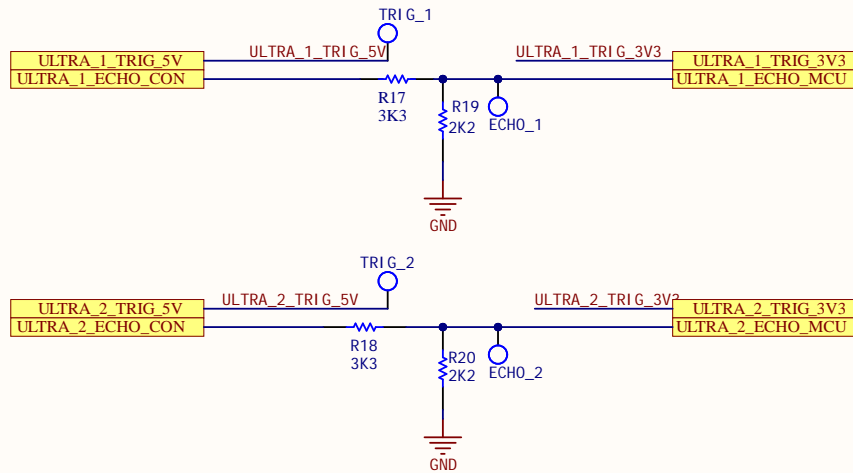 TRIG_1
ULTRA_1_TRIG_5V ULTRA_1_TRIG_5V ULTRA_1_TRIG_3V3 ULTRA_1_TRIG_3V3
ULTRA_1_ECHO_CON ULTRA_1_ECHO_MCU
R17
3K3
R19
2K2
ECHO_1
GND
TRIG_2
ULTRA_2_TRIG_5V ULTRA_2_TRIG_5V ULTRA_2_TRIG_3V3 ULTRA_2_TRIG_3V3
ULTRA_2_ECHO_CON ULTRA_2_ECHO_MCU
R18
3K3
R20
2K2
ECHO_2
GND